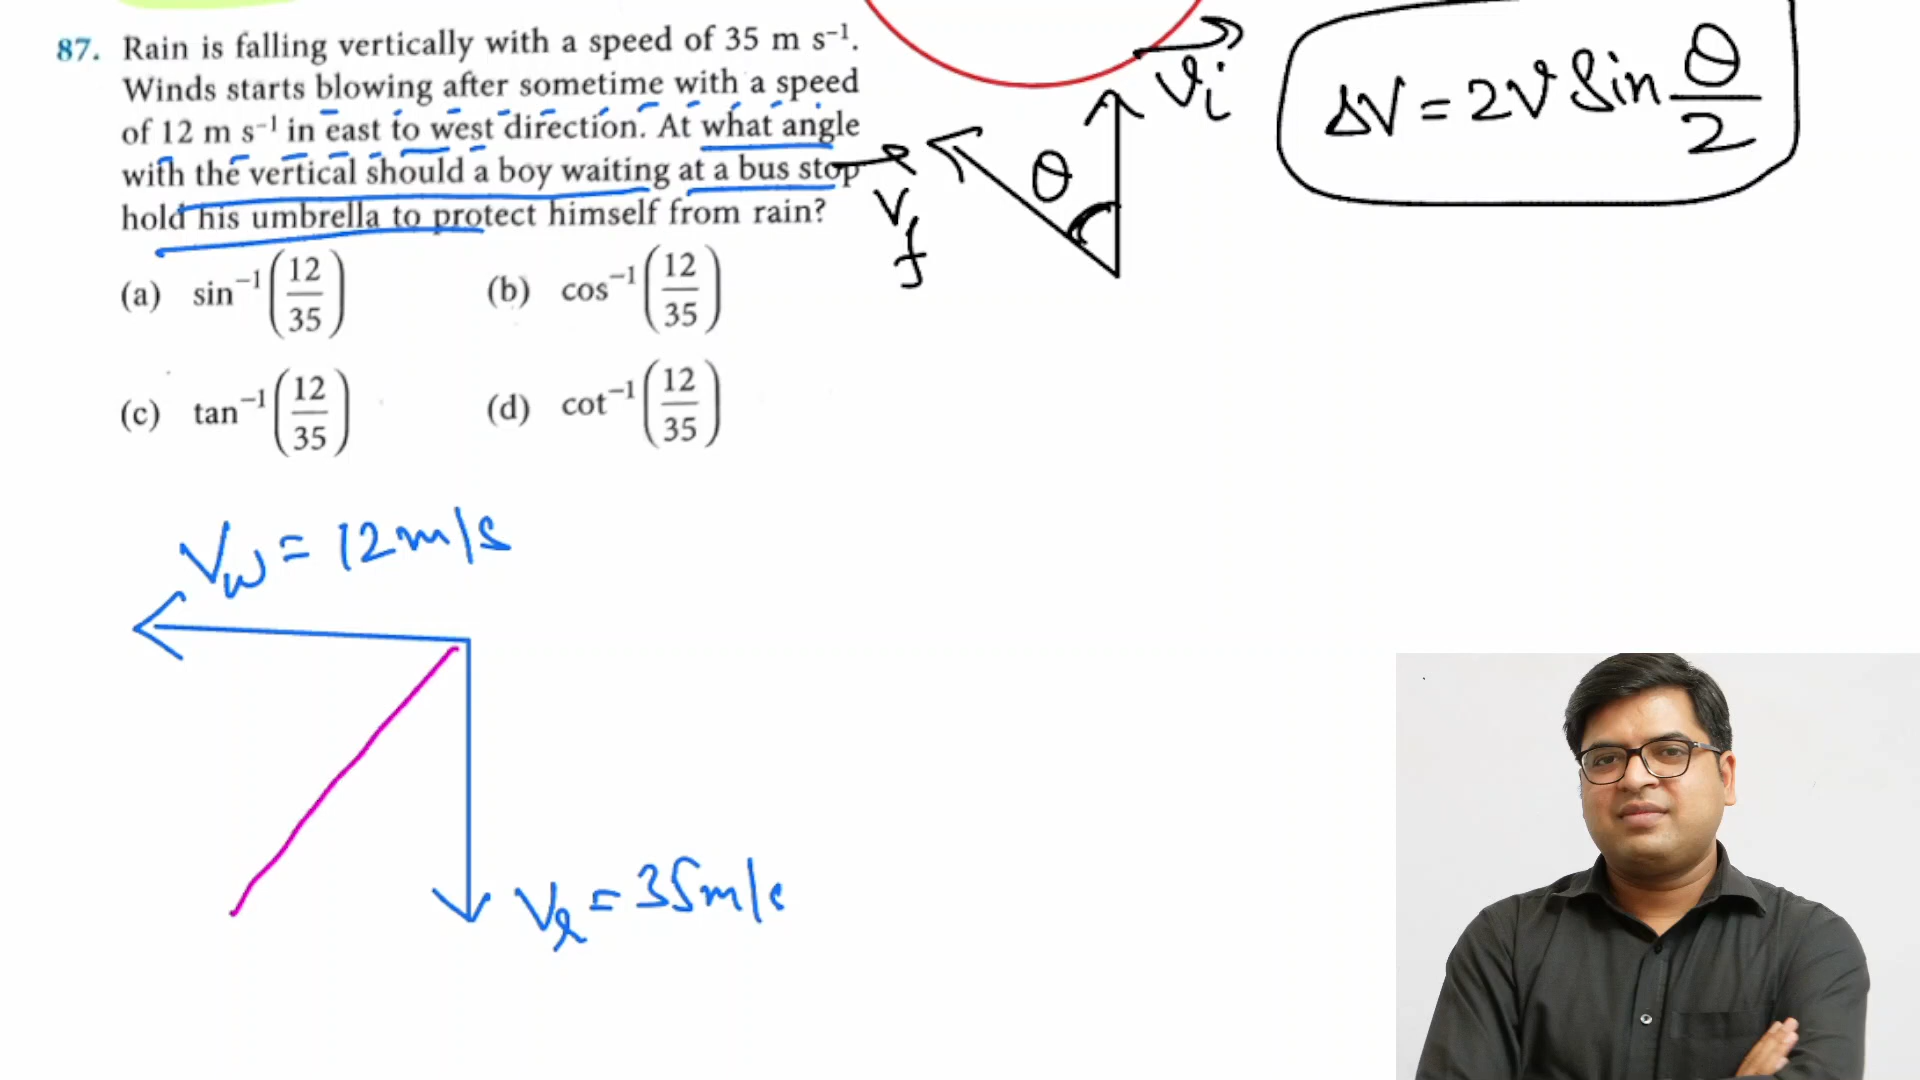 87. Rain is falling vertically with a speed of 35 m s⁻¹.
Winds starts blowing after sometime with a speed
of 12 m s⁻¹ in east to west direction. At what angle
with the vertical should a boy waiting at a bus stop
hold his umbrella to protect himself from rain?
(a) sin⁻¹(12/35) (b) cos⁻¹(12/35)
(c) tan⁻¹(12/35) (d) cot⁻¹(12/35)
Vi
θ
Vf
ΔV = 2V Sin θ/2
Vw = 12m/s
Vr = 35m/s